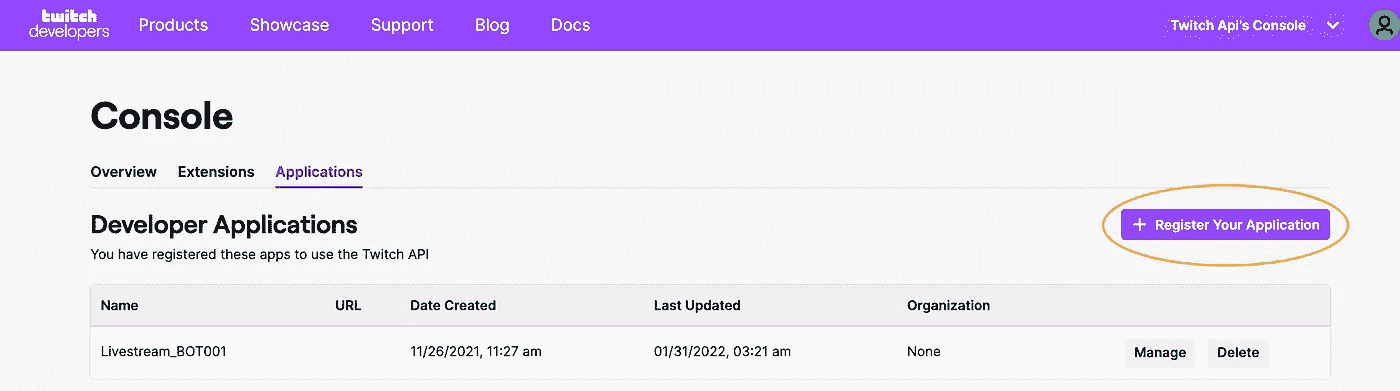 twitch developers Products Showcase Support Blog Docs Twitch Api's Console
Console
Overview Extensions Applications
Developer Applications
+ Register Your Application
You have registered these apps to use the Twitch API
Name URL Date Created Last Updated Organization
Livestream_BOT001 11/26/2021, 11:27 am 01/31/2022, 03:21 am None Manage Delete